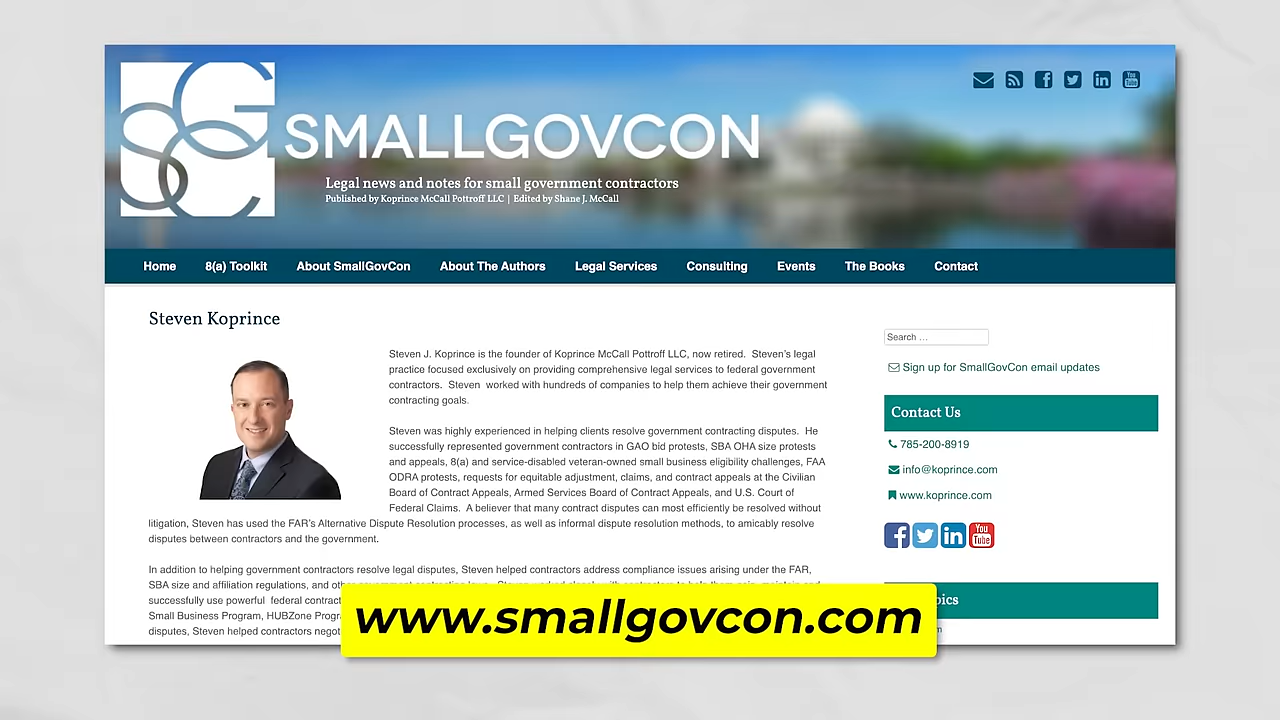 SMALLGOVCON
Legal news and notes for small government contractors
Published by Koprince McCall Pottroff LLC | Edited by Shane J. McCall
Home 8(a) Toolkit About SmallGovCon About The Authors Legal Services Consulting Events The Books Contact
Steven Koprince
Steven J. Koprince is the founder of Koprince McCall Pottroff LLC, now retired. Steven's legal
practice focused exclusively on providing comprehensive legal services to federal government
contractors. Steven worked with hundreds of companies to help them achieve their government
contracting goals.
Steven was highly experienced in helping clients resolve government contracting disputes. He
successfully represented government contractors in GAO bid protests, SBA OHA size protests
and appeals, 8(a) and service-disabled veteran-owned small business eligibility challenges, FAA
ODRA protests, requests for equitable adjustment, claims, and contract appeals at the Civilian
Board of Contract Appeals, Armed Services Board of Contract Appeals, and U.S. Court of
Federal Claims. A believer that many contract disputes can most efficiently be resolved without
litigation, Steven has used the FAR's Alternative Dispute Resolution processes, as well as informal dispute resolution methods, to amicably resolve
disputes between contractors and the government.
In addition to helping government contractors resolve legal disputes, Steven helped contractors address compliance issues arising under the FAR,
SBA size and affiliation regulations, and
successfully use powerful federal
Small Business Program, HUBZone
disputes, Steven helped contractors
Search …
Sign up for SmallGovCon email updates
Contact Us
785-200-8919
info@koprince.com
www.koprince.com
You
Tube
www.smallgovcon.com